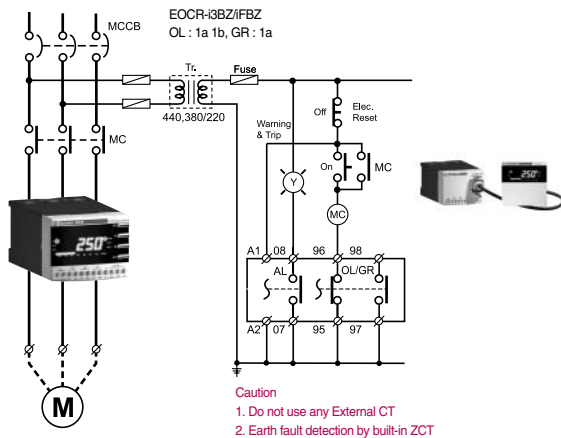 EOCR-i3BZ/iFBZ
OL : 1a 1b, GR : 1a
MCCB
Tr.
Fuse
440,380/220
Off
Elec.
Reset
Warning
& Trip
MC
On
MC
Y
MC
A1 08 96 98
AL
OL/GR
A2 07 95 97
250
250
M
Caution
1. Do not use any External CT
2. Earth fault detection by built-in ZCT